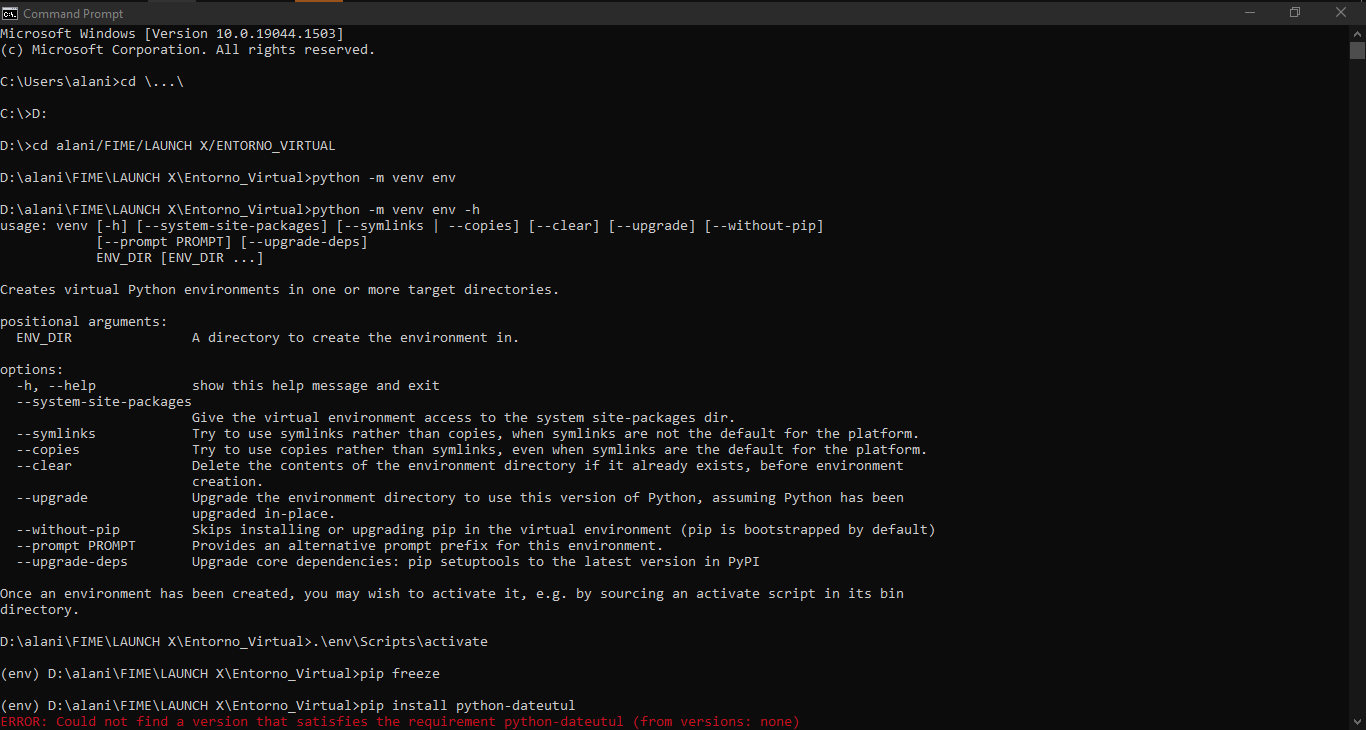 Command Prompt
Microsoft Windows [Version 10.0.19044.1503]
(c) Microsoft Corporation. All rights reserved.
C:\Users\alani>cd \...\
C:\>D:
D:\>cd alani/FIME/LAUNCH X/ENTORNO_VIRTUAL
D:\alani\FIME\LAUNCH X\Entorno_Virtual>python -m venv env
D:\alani\FIME\LAUNCH X\Entorno_Virtual>python -m venv env -h
usage: venv [-h] [--system-site-packages] [--symlinks | --copies] [--clear] [--upgrade] [--without-pip]
            [--prompt PROMPT] [--upgrade-deps]
            ENV_DIR [ENV_DIR ...]
Creates virtual Python environments in one or more target directories.
positional arguments:
  ENV_DIR               A directory to create the environment in.
options:
  -h, --help            show this help message and exit
  --system-site-packages
                        Give the virtual environment access to the system site-packages dir.
  --symlinks            Try to use symlinks rather than copies, when symlinks are not the default for the platform.
  --copies              Try to use copies rather than symlinks, even when symlinks are the default for the platform.
  --clear               Delete the contents of the environment directory if it already exists, before environment
                        creation.
  --upgrade             Upgrade the environment directory to use this version of Python, assuming Python has been
                        upgraded in-place.
  --without-pip         Skips installing or upgrading pip in the virtual environment (pip is bootstrapped by default)
  --prompt PROMPT       Provides an alternative prompt prefix for this environment.
  --upgrade-deps        Upgrade core dependencies: pip setuptools to the latest version in PyPI
Once an environment has been created, you may wish to activate it, e.g. by sourcing an activate script in its bin
directory.
D:\alani\FIME\LAUNCH X\Entorno_Virtual>.\env\Scripts\activate
(env) D:\alani\FIME\LAUNCH X\Entorno_Virtual>pip freeze
(env) D:\alani\FIME\LAUNCH X\Entorno_Virtual>pip install python-dateutul
ERROR: Could not find a version that satisfies the requirement python-dateutul (from versions: none)